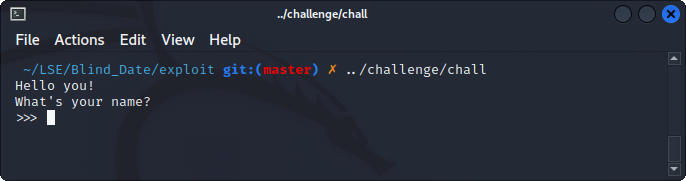 ../challenge/chall
File Actions Edit View Help
~/LSE/Blind_Date/exploit git:(master) ✗ ../challenge/chall
Hello you!
What's your name?
>>>